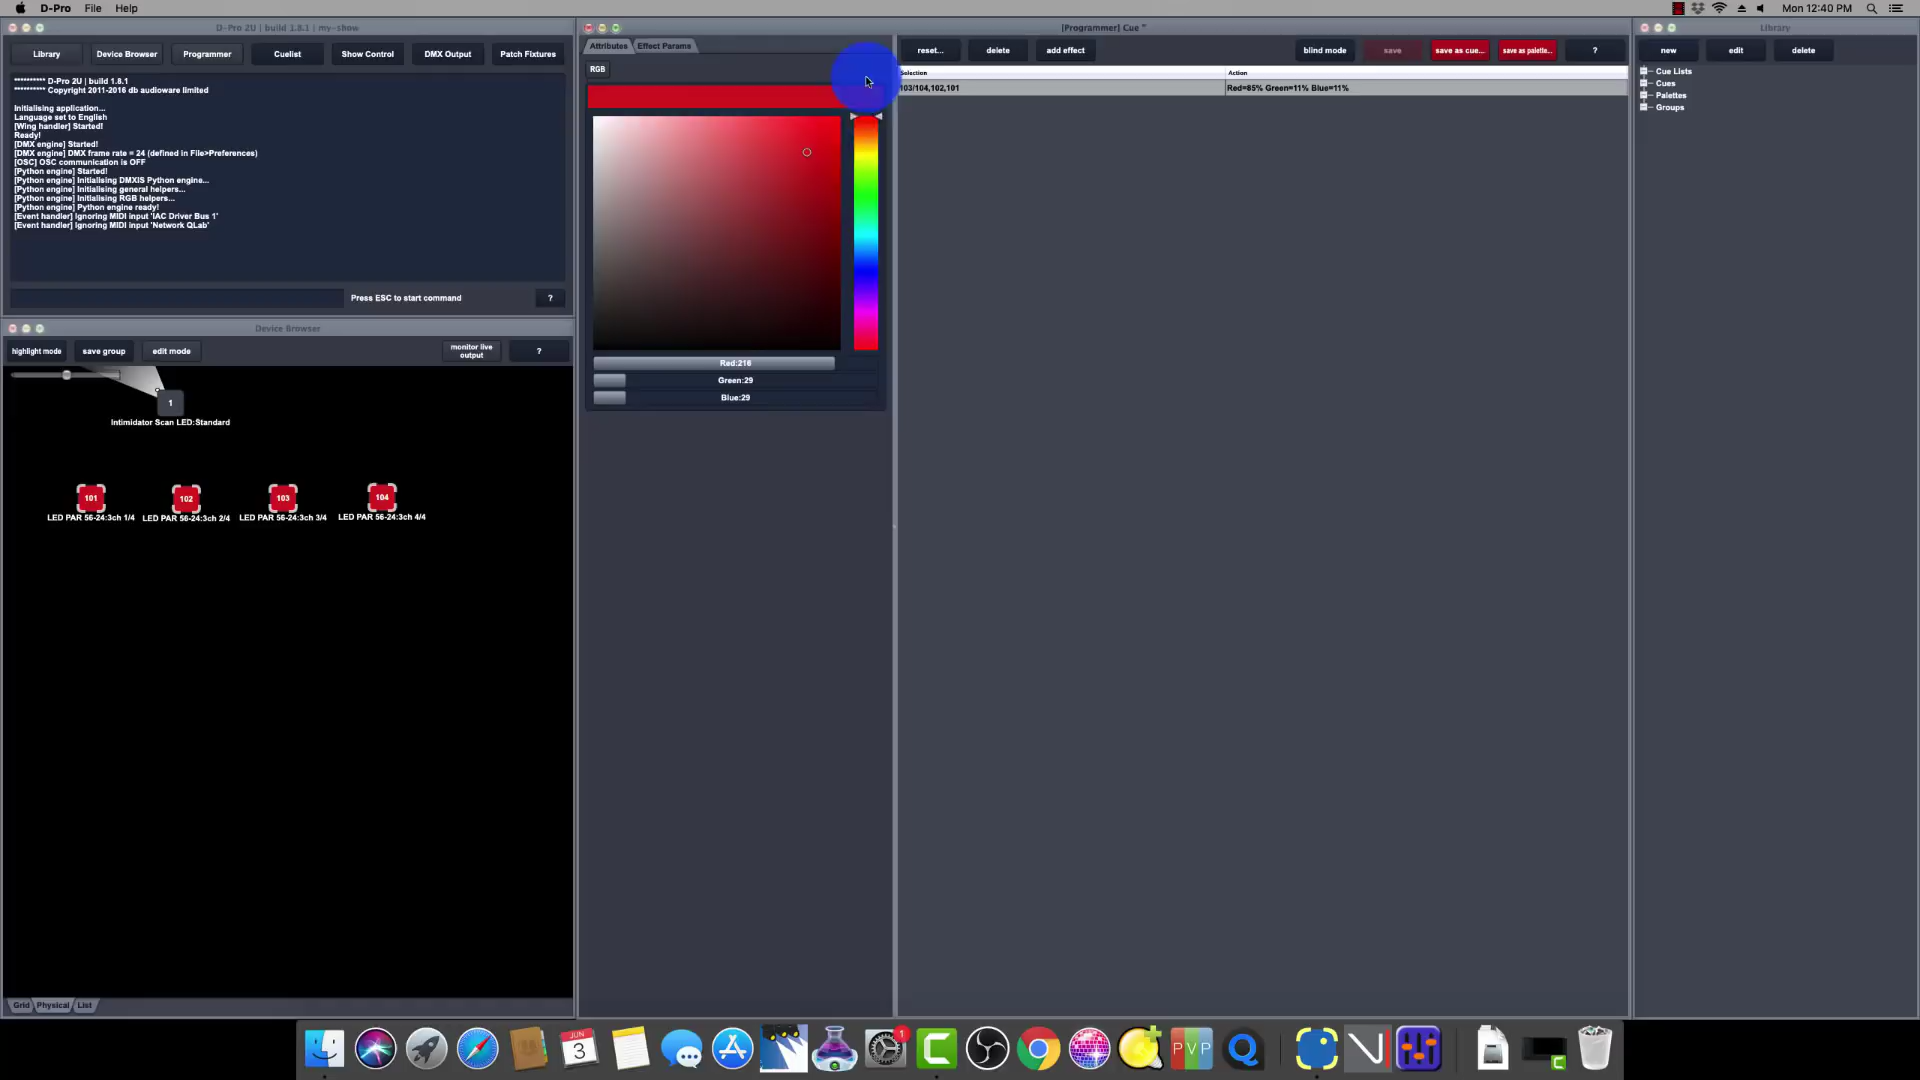 D-Pro File Help
Mon 12:40 PM
D-Pro 2U | build 1.8.1 | my-show
Library Device Browser Programmer Cuelist Show Control DMX Output Patch Fixtures
********** D-Pro 2U | build 1.8.1
********** Copyright 2011-2016 db audioware limited
Initialising application...
Language set to English
[Wing handler] Started!
Ready!
[DMX engine] Started!
[DMX engine] DMX frame rate = 24 (defined in File>Preferences)
[OSC] OSC communication is OFF
[Python engine] Started!
[Python engine] Initialising DMXIS Python engine...
[Python engine] Initialising general helpers...
[Python engine] Initialising RGB helpers...
[Python engine] Python engine ready!
[Event handler] Ignoring MIDI input 'IAC Driver Bus 1'
[Event handler] Ignoring MIDI input 'Network QLab'
Press ESC to start command
?
Device Browser
highlight mode save group edit mode
monitor live
output
?
1
Intimidator Scan LED:Standard
101 102 103 104
LED PAR 56-24:3ch 1/4 LED PAR 56-24:3ch 2/4 LED PAR 56-24:3ch 3/4 LED PAR 56-24:3ch 4/4
Grid Physical List
[Programmer] Cue ''
Attributes Effect Params
RGB
Red:216
Green:29
Blue:29
reset... delete add effect blind mode save save as cue... save as palette... ?
Selection Action
103/104,102,101 Red=85% Green=11% Blue=11%
Library
new edit delete
Cue Lists
Cues
Palettes
Groups
JUN
3
1
PVP